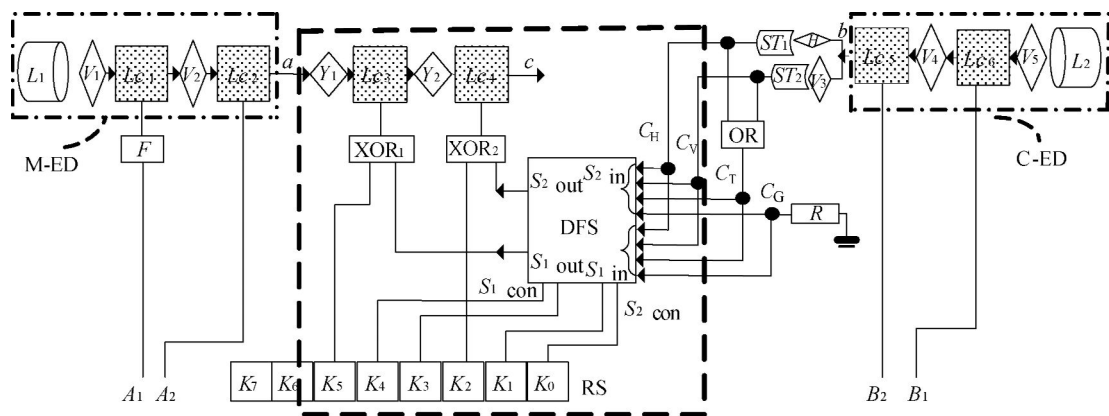 L1 V1 Lc1 V2 Lc2 a Y1 Lc3 Y2 Lc4 c ST1 H b Lc5 V4 Lc6 V5 L2
ST2 V3
M-ED F XOR1 XOR2 CH CV OR C-ED
CT
S2 out S2 in CG R
DFS
S1 out S1 in
S1 con S2 con
K7 K6 K5 K4 K3 K2 K1 K0 RS
A1 A2 B2 B1